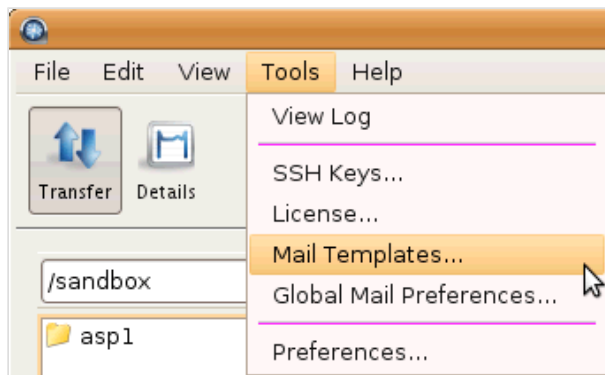 File Edit View Tools Help
View Log
SSH Keys...
License...
Mail Templates...
Global Mail Preferences...
Preferences...
Transfer Details
/sandbox
asp1